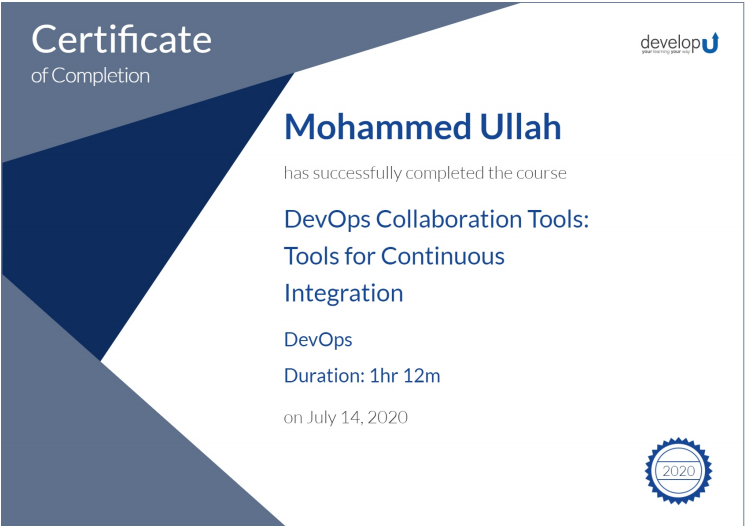 Certificate
of Completion
developU
your learning your way
Mohammed Ullah
has successfully completed the course
DevOps Collaboration Tools:
Tools for Continuous
Integration
DevOps
Duration: 1hr 12m
on July 14, 2020
2020